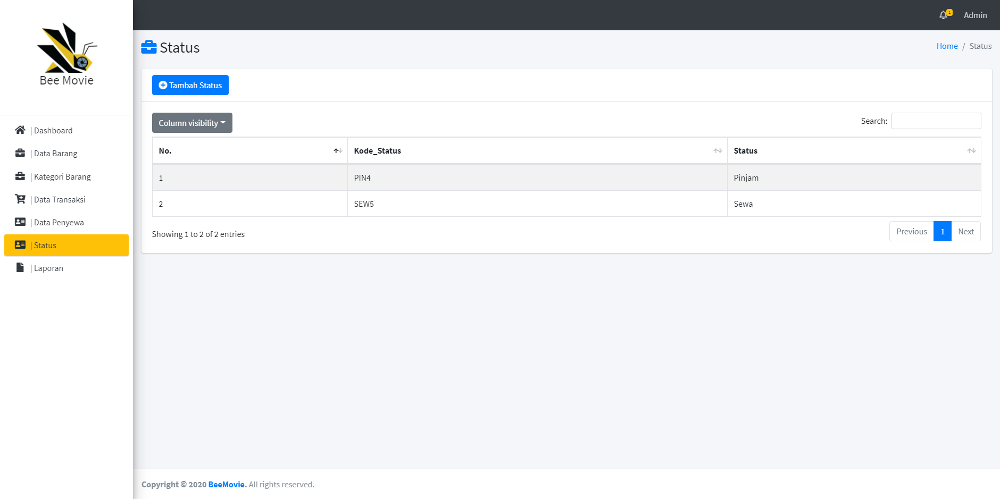 Bee Movie
| Dashboard
| Data Barang
| Kategori Barang
| Data Transaksi
| Data Penyewa
| Status
| Laporan
1
Admin
Status
Home / Status
Tambah Status
Column visibility
Search:
No. Kode_Status Status
1 PIN4 Pinjam
2 SEW5 Sewa
Showing 1 to 2 of 2 entries
Previous 1 Next
Copyright © 2020 BeeMovie. All rights reserved.